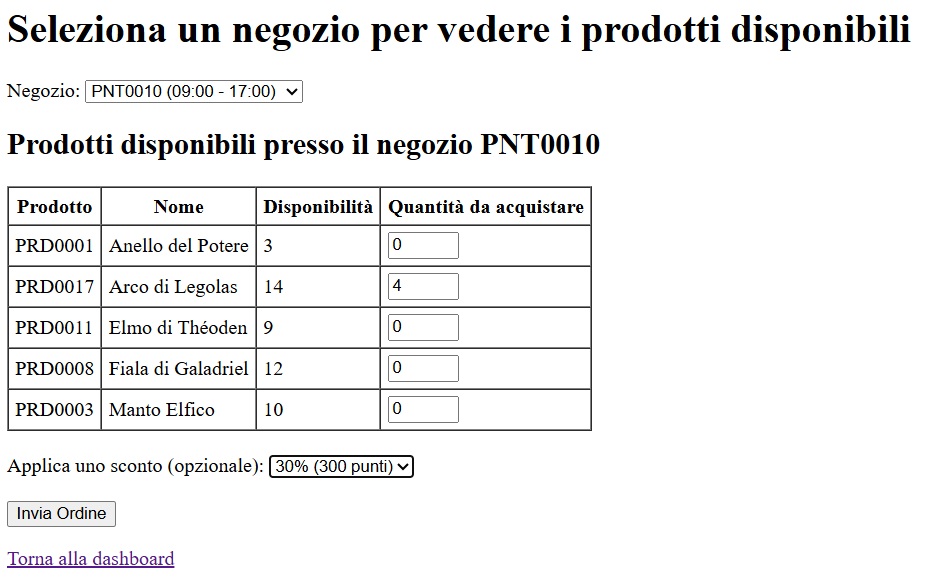 Seleziona un negozio per vedere i prodotti disponibili
Negozio: PNT0010 (09:00 - 17:00)
Prodotti disponibili presso il negozio PNT0010
Prodotto Nome Disponibilità Quantità da acquistare
PRD0001 Anello del Potere 3 0
PRD0017 Arco di Legolas 14 4
PRD0011 Elmo di Théoden 9 0
PRD0008 Fiala di Galadriel 12 0
PRD0003 Manto Elfico 10 0
Applica uno sconto (opzionale): 30% (300 punti)
Invia Ordine
Torna alla dashboard